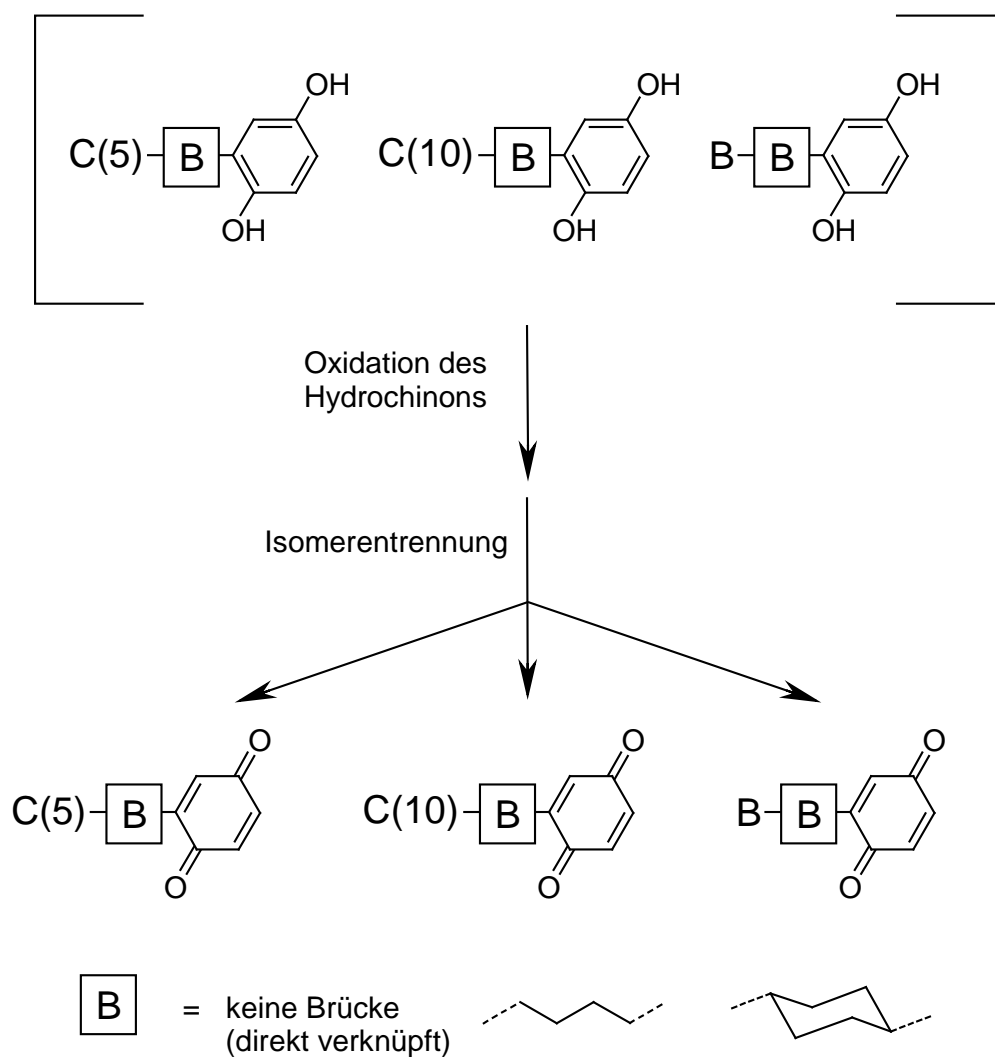 OH OH OH
C(5) B C(10) B B B
OH OH OH
Oxidation des
Hydrochinons
Isomerentrennung
O O O
C(5) B C(10) B B B
O O O
B = keine Brücke
(direkt verknüpft)